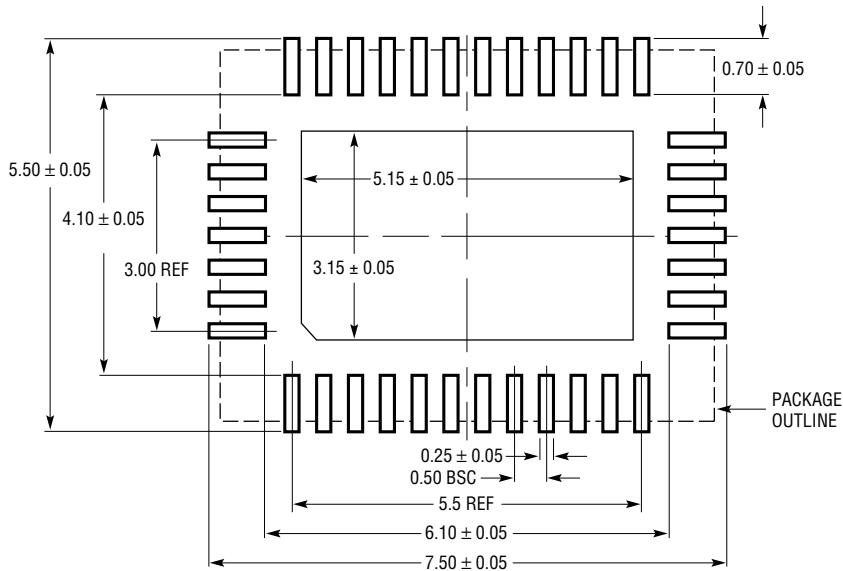 0.70 ± 0.05
5.50 ± 0.05
5.15 ± 0.05
4.10 ± 0.05
3.00 REF
3.15 ± 0.05
PACKAGE
OUTLINE
0.25 ± 0.05
0.50 BSC
5.5 REF
6.10 ± 0.05
7.50 ± 0.05